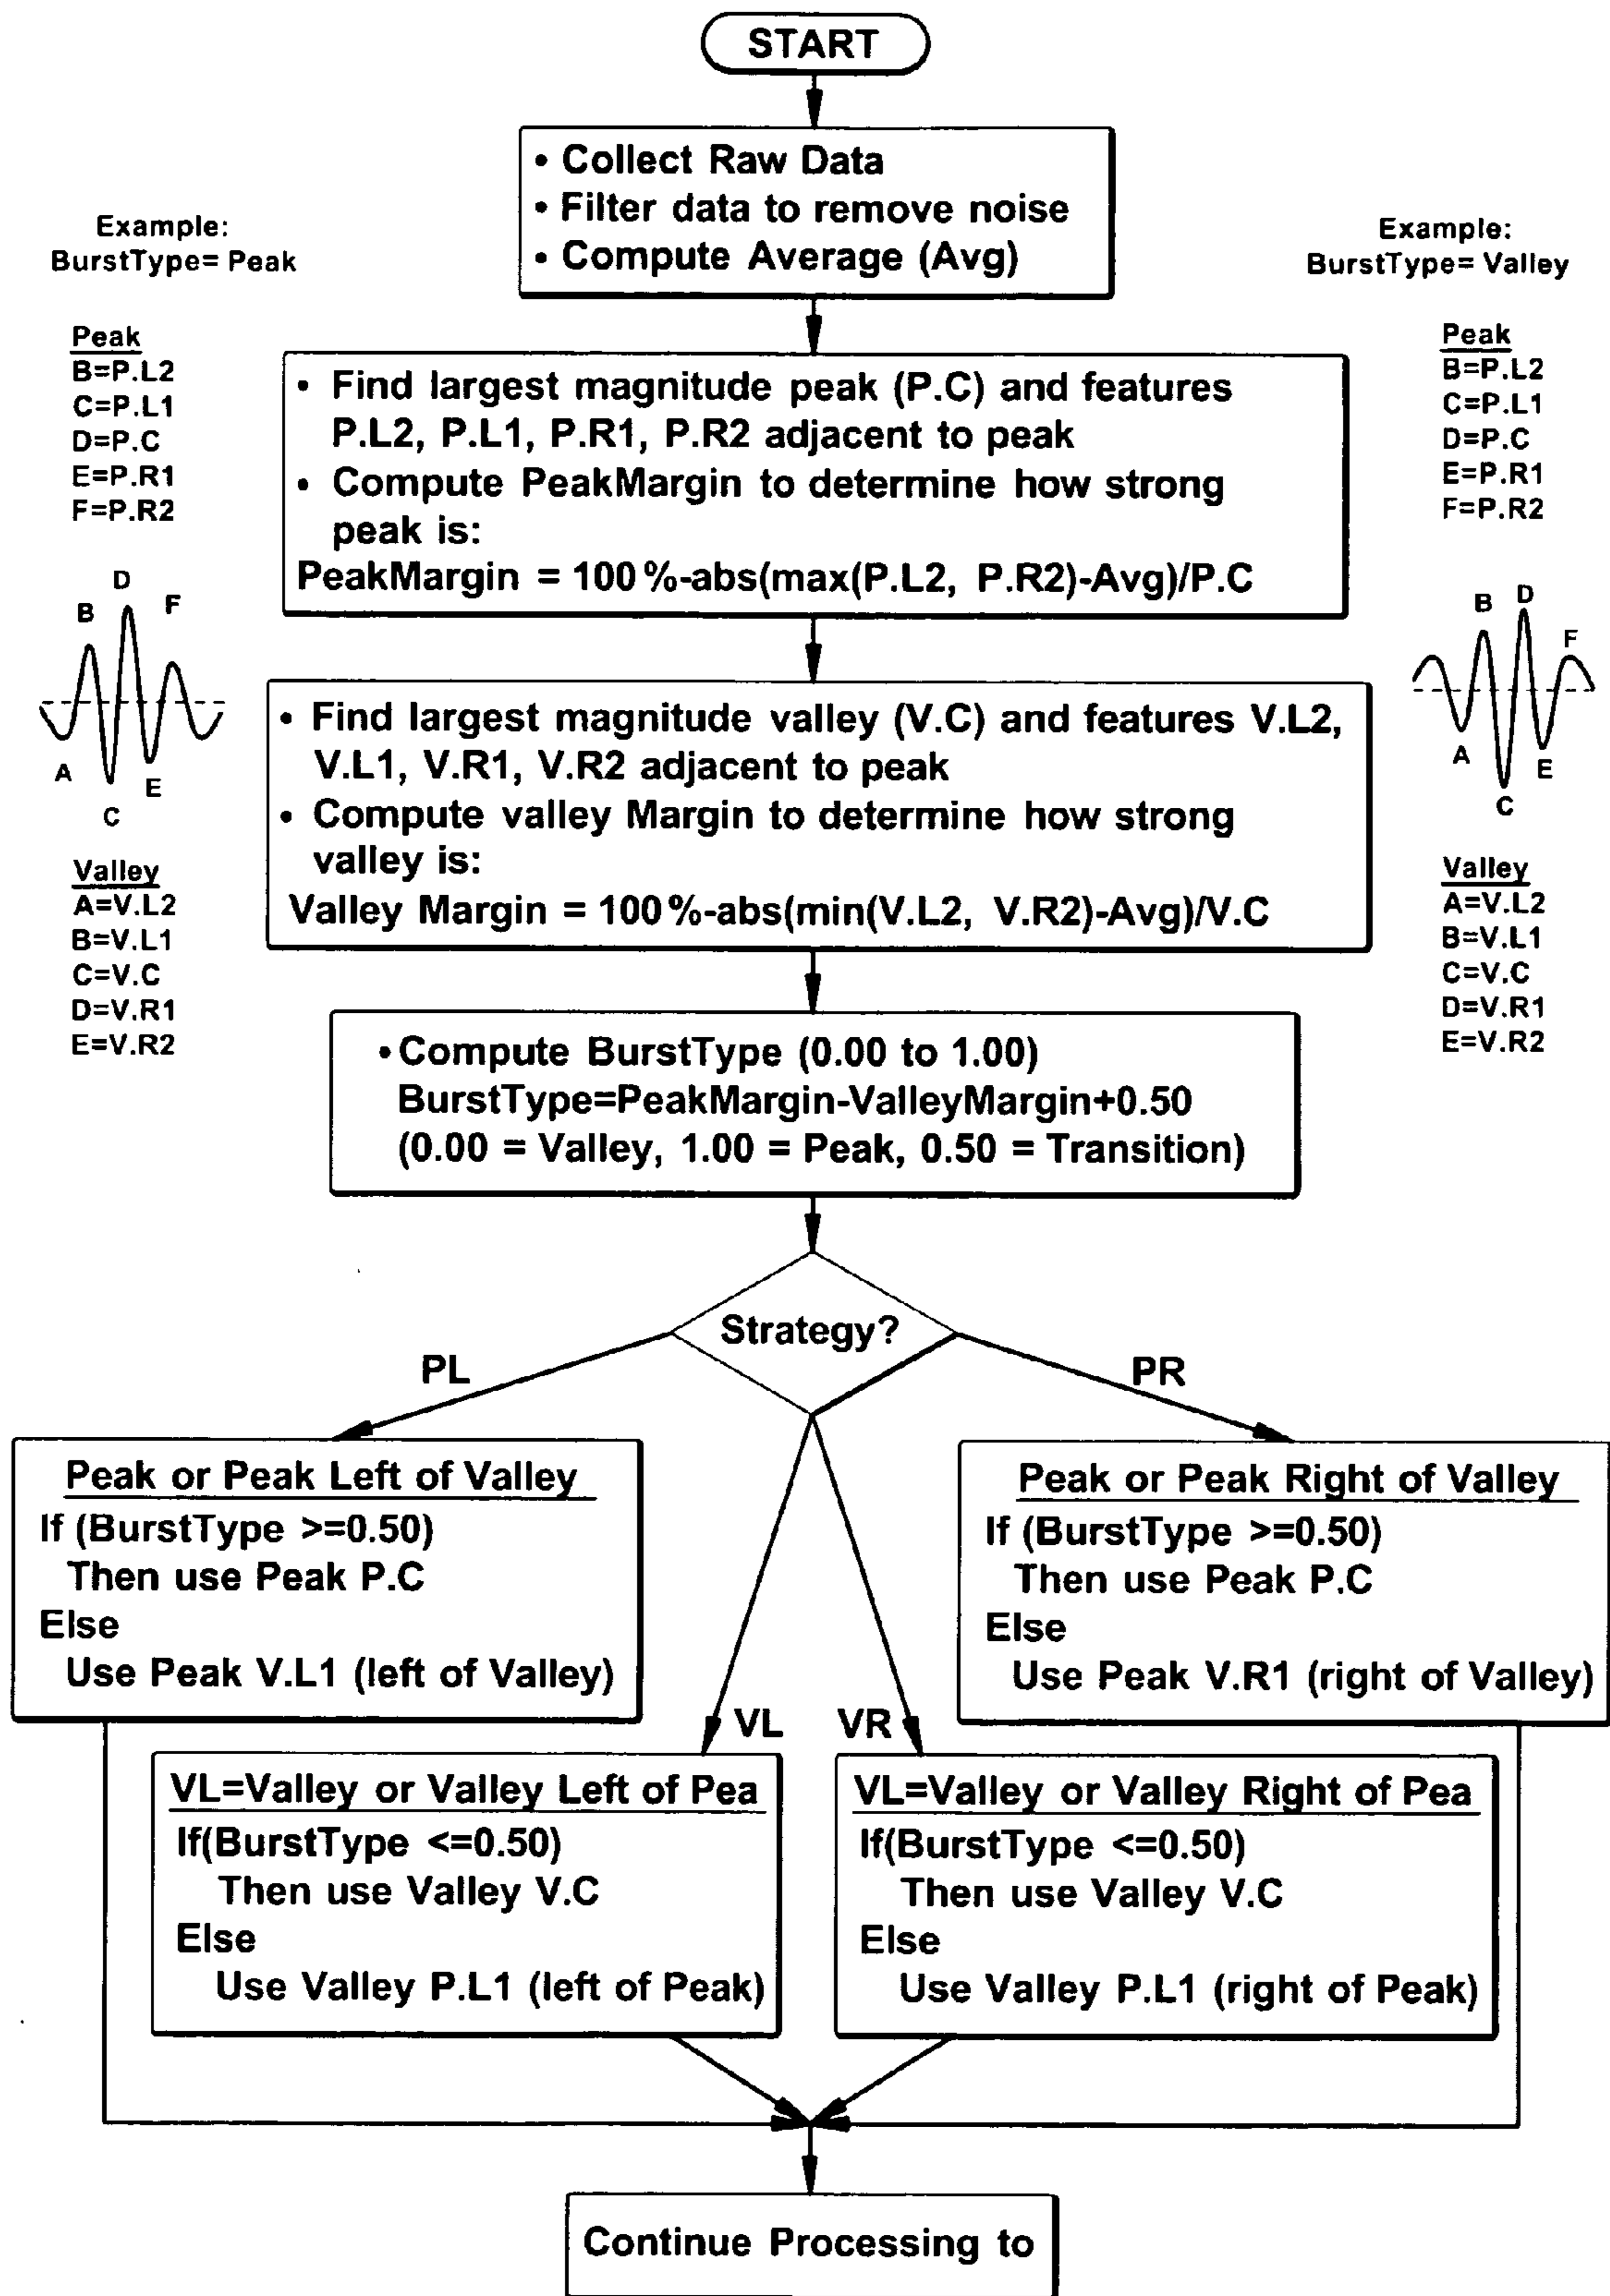 START
• Collect Raw Data
• Filter data to remove noise
• Compute Average (Avg)
Example:
BurstType= Peak
Peak
B=P.L2
C=P.L1
D=P.C
E=P.R1
F=P.R2
D
B
F
A
E
C
Valley
A=V.L2
B=V.L1
C=V.C
D=V.R1
E=V.R2
Example:
BurstType= Valley
Peak
B=P.L2
C=P.L1
D=P.C
E=P.R1
F=P.R2
B
D
F
A
E
C
Valley
A=V.L2
B=V.L1
C=V.C
D=V.R1
E=V.R2
• Find largest magnitude peak (P.C) and features
P.L2, P.L1, P.R1, P.R2 adjacent to peak
• Compute PeakMargin to determine how strong
peak is:
PeakMargin = 100%-abs(max(P.L2, P.R2)-Avg)/P.C
• Find largest magnitude valley (V.C) and features V.L2,
V.L1, V.R1, V.R2 adjacent to peak
• Compute valley Margin to determine how strong
valley is:
Valley Margin = 100%-abs(min(V.L2, V.R2)-Avg)/V.C
• Compute BurstType (0.00 to 1.00)
BurstType=PeakMargin-ValleyMargin+0.50
(0.00 = Valley, 1.00 = Peak, 0.50 = Transition)
Strategy?
PL
PR
Peak or Peak Left of Valley
If (BurstType >=0.50)
Then use Peak P.C
Else
Use Peak V.L1 (left of Valley)
Peak or Peak Right of Valley
If (BurstType >=0.50)
Then use Peak P.C
Else
Use Peak V.R1 (right of Valley)
VL
VR
VL=Valley or Valley Left of Pea
If(BurstType <=0.50)
Then use Valley V.C
Else
Use Valley P.L1 (left of Peak)
VL=Valley or Valley Right of Pea
If(BurstType <=0.50)
Then use Valley V.C
Else
Use Valley P.L1 (right of Peak)
Continue Processing to